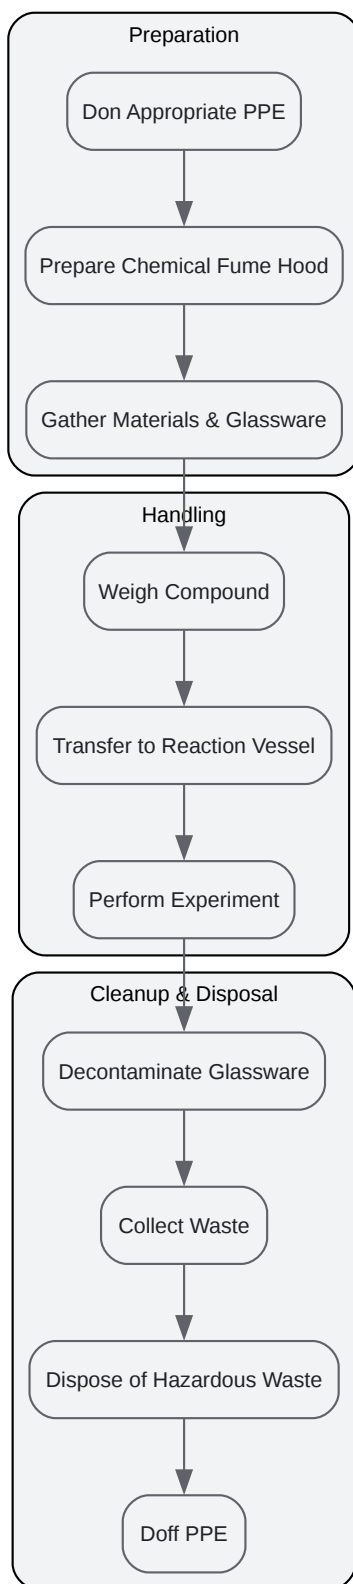 Preparation
Don Appropriate PPE
Prepare Chemical Fume Hood
Gather Materials & Glassware
Handling
Weigh Compound
Transfer to Reaction Vessel
Perform Experiment
Cleanup & Disposal
Decontaminate Glassware
Collect Waste
Dispose of Hazardous Waste
Doff PPE